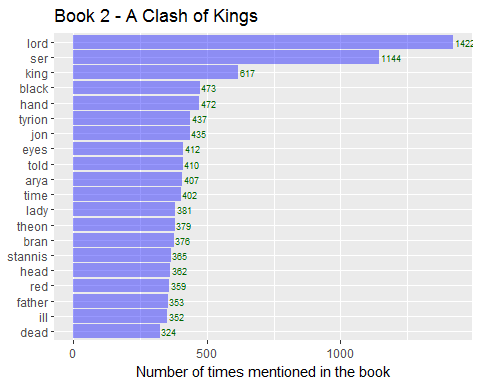 Book 2 - A Clash of Kings
lord 1422
ser 1144
king 617
black 473
hand 472
tyrion 437
jon 435
eyes 412
told 410
arya 407
time 402
lady 381
theon 379
bran 376
stannis 365
head 362
red 359
father 353
ill 352
dead 324
0 500 1000
Number of times mentioned in the book